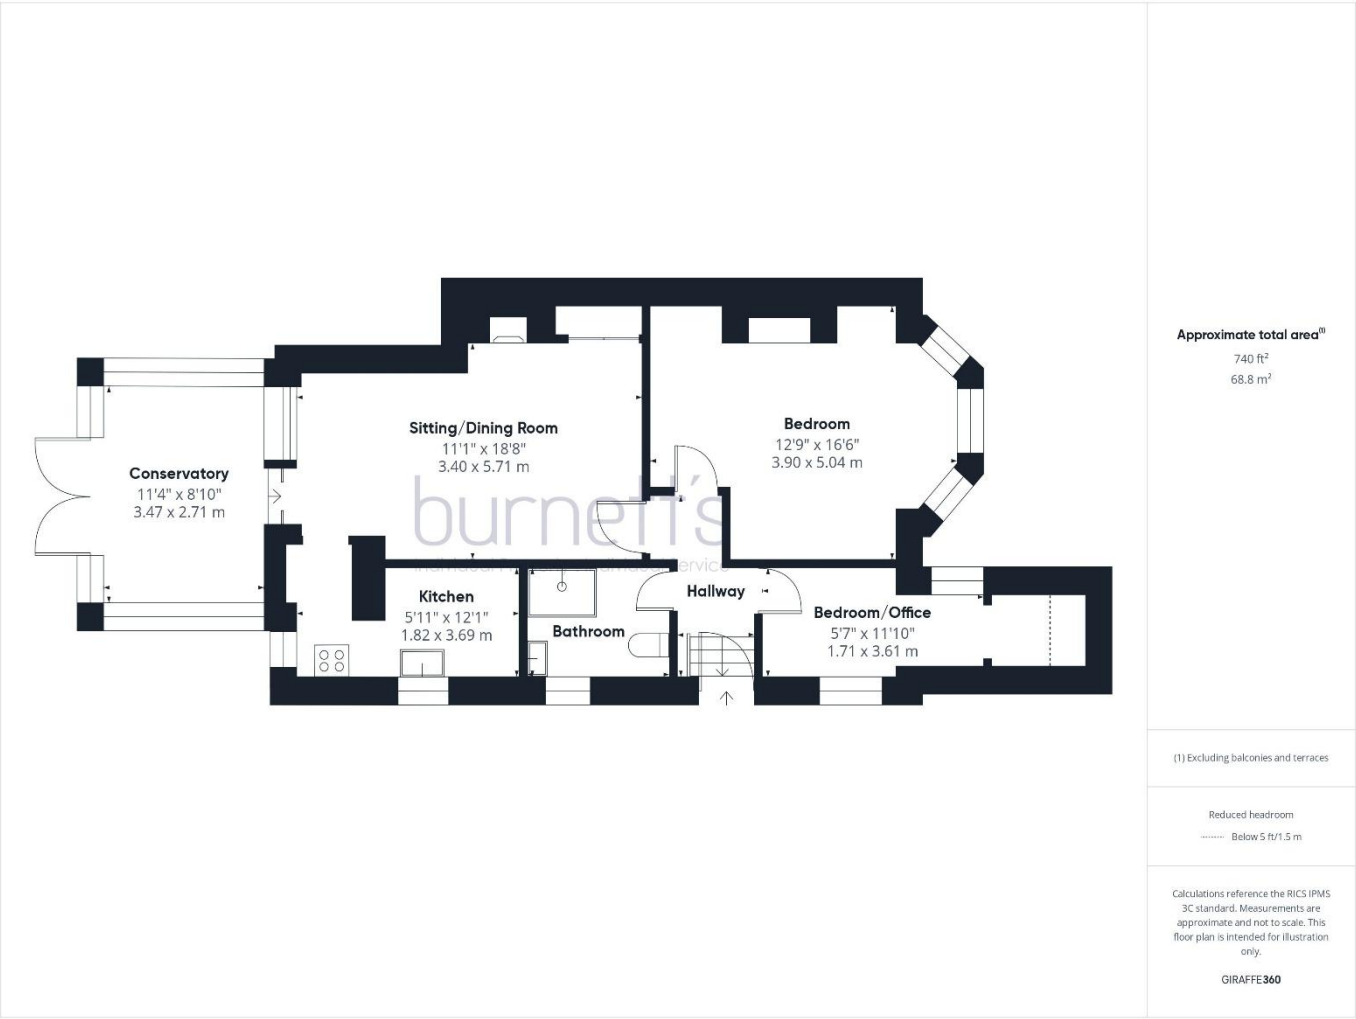 Conservatory
11'4" x 8'10"
3.47 x 2.71 m
Sitting/Dining Room
11'1" x 18'8"
3.40 x 5.71 m
Bedroom
12'9" x 16'6"
3.90 x 5.04 m
burnett's
Kitchen
5'11" x 12'1"
1.82 x 3.69 m
Bathroom
Hallway
Bedroom/Office
5'7" x 11'10"
1.71 x 3.61 m
Approximate total area(1)
740 ft²
68.8 m²
(1) Excluding balconies and terraces
Reduced headroom
Below 5 ft/1.5 m
Calculations reference the RICS IPMS
3C standard. Measurements are
approximate and not to scale. This
floor plan is intended for illustration
only.
GIRAFFE360